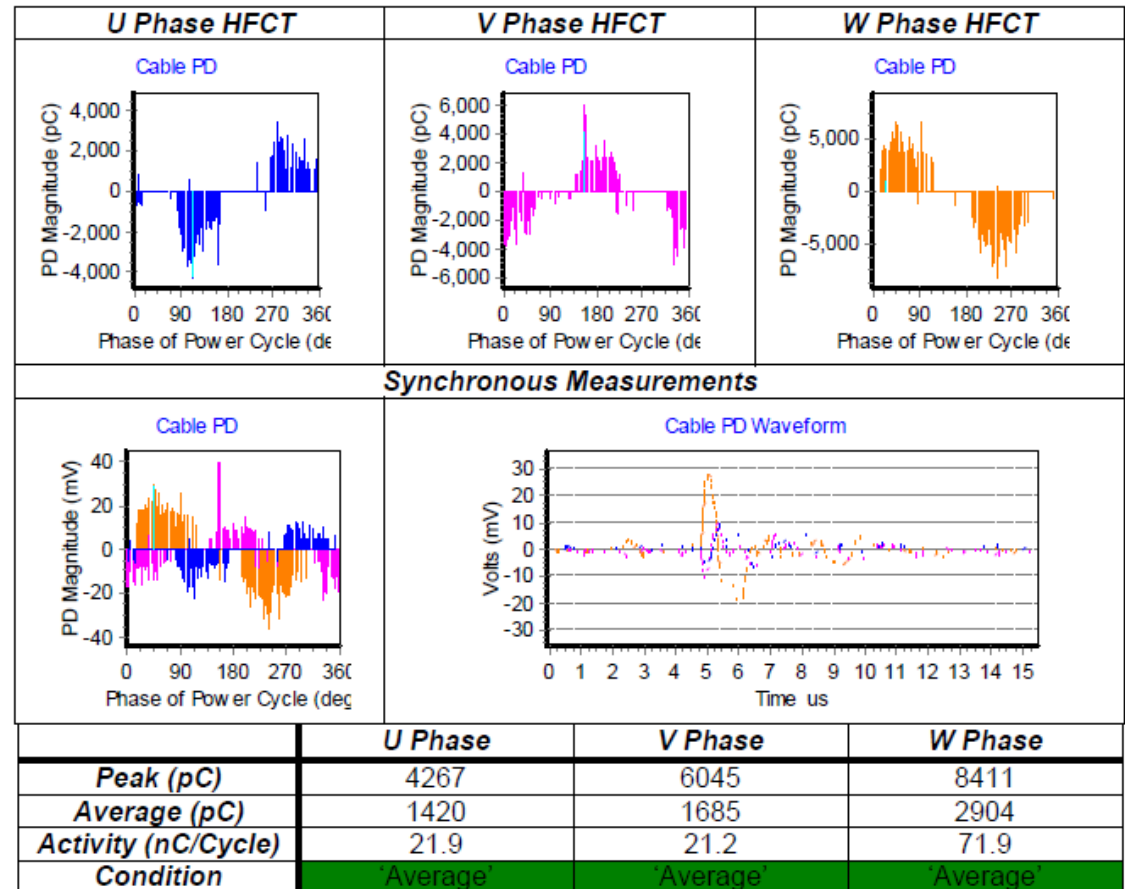 U Phase HFCT V Phase HFCT W Phase HFCT
Cable PD Cable PD Cable PD
PD Magnitude (pC)
4,000
2,000
0
-2,000
-4,000
0 90 180 270 360
Phase of Power Cycle (de
PD Magnitude (pC)
6,000
4,000
2,000
0
-2,000
-4,000
-6,000
0 90 180 270 360
Phase of Power Cycle (de
PD Magnitude (pC)
5,000
0
-5,000
0 90 180 270 360
Phase of Power Cycle (de
Synchronous Measurements
Cable PD
PD Magnitude (mV)
40
20
0
-20
-40
0 90 180 270 360
Phase of Power Cycle (deg
Cable PD Waveform
Volts (mV)
30
20
10
0
-10
-20
-30
0 1 2 3 4 5 6 7 8 9 10 11 12 13 14 15
Time us
U Phase V Phase W Phase
Peak (pC) 4267 6045 8411
Average (pC) 1420 1685 2904
Activity (nC/Cycle) 21.9 21.2 71.9
Condition 'Average' 'Average' 'Average'